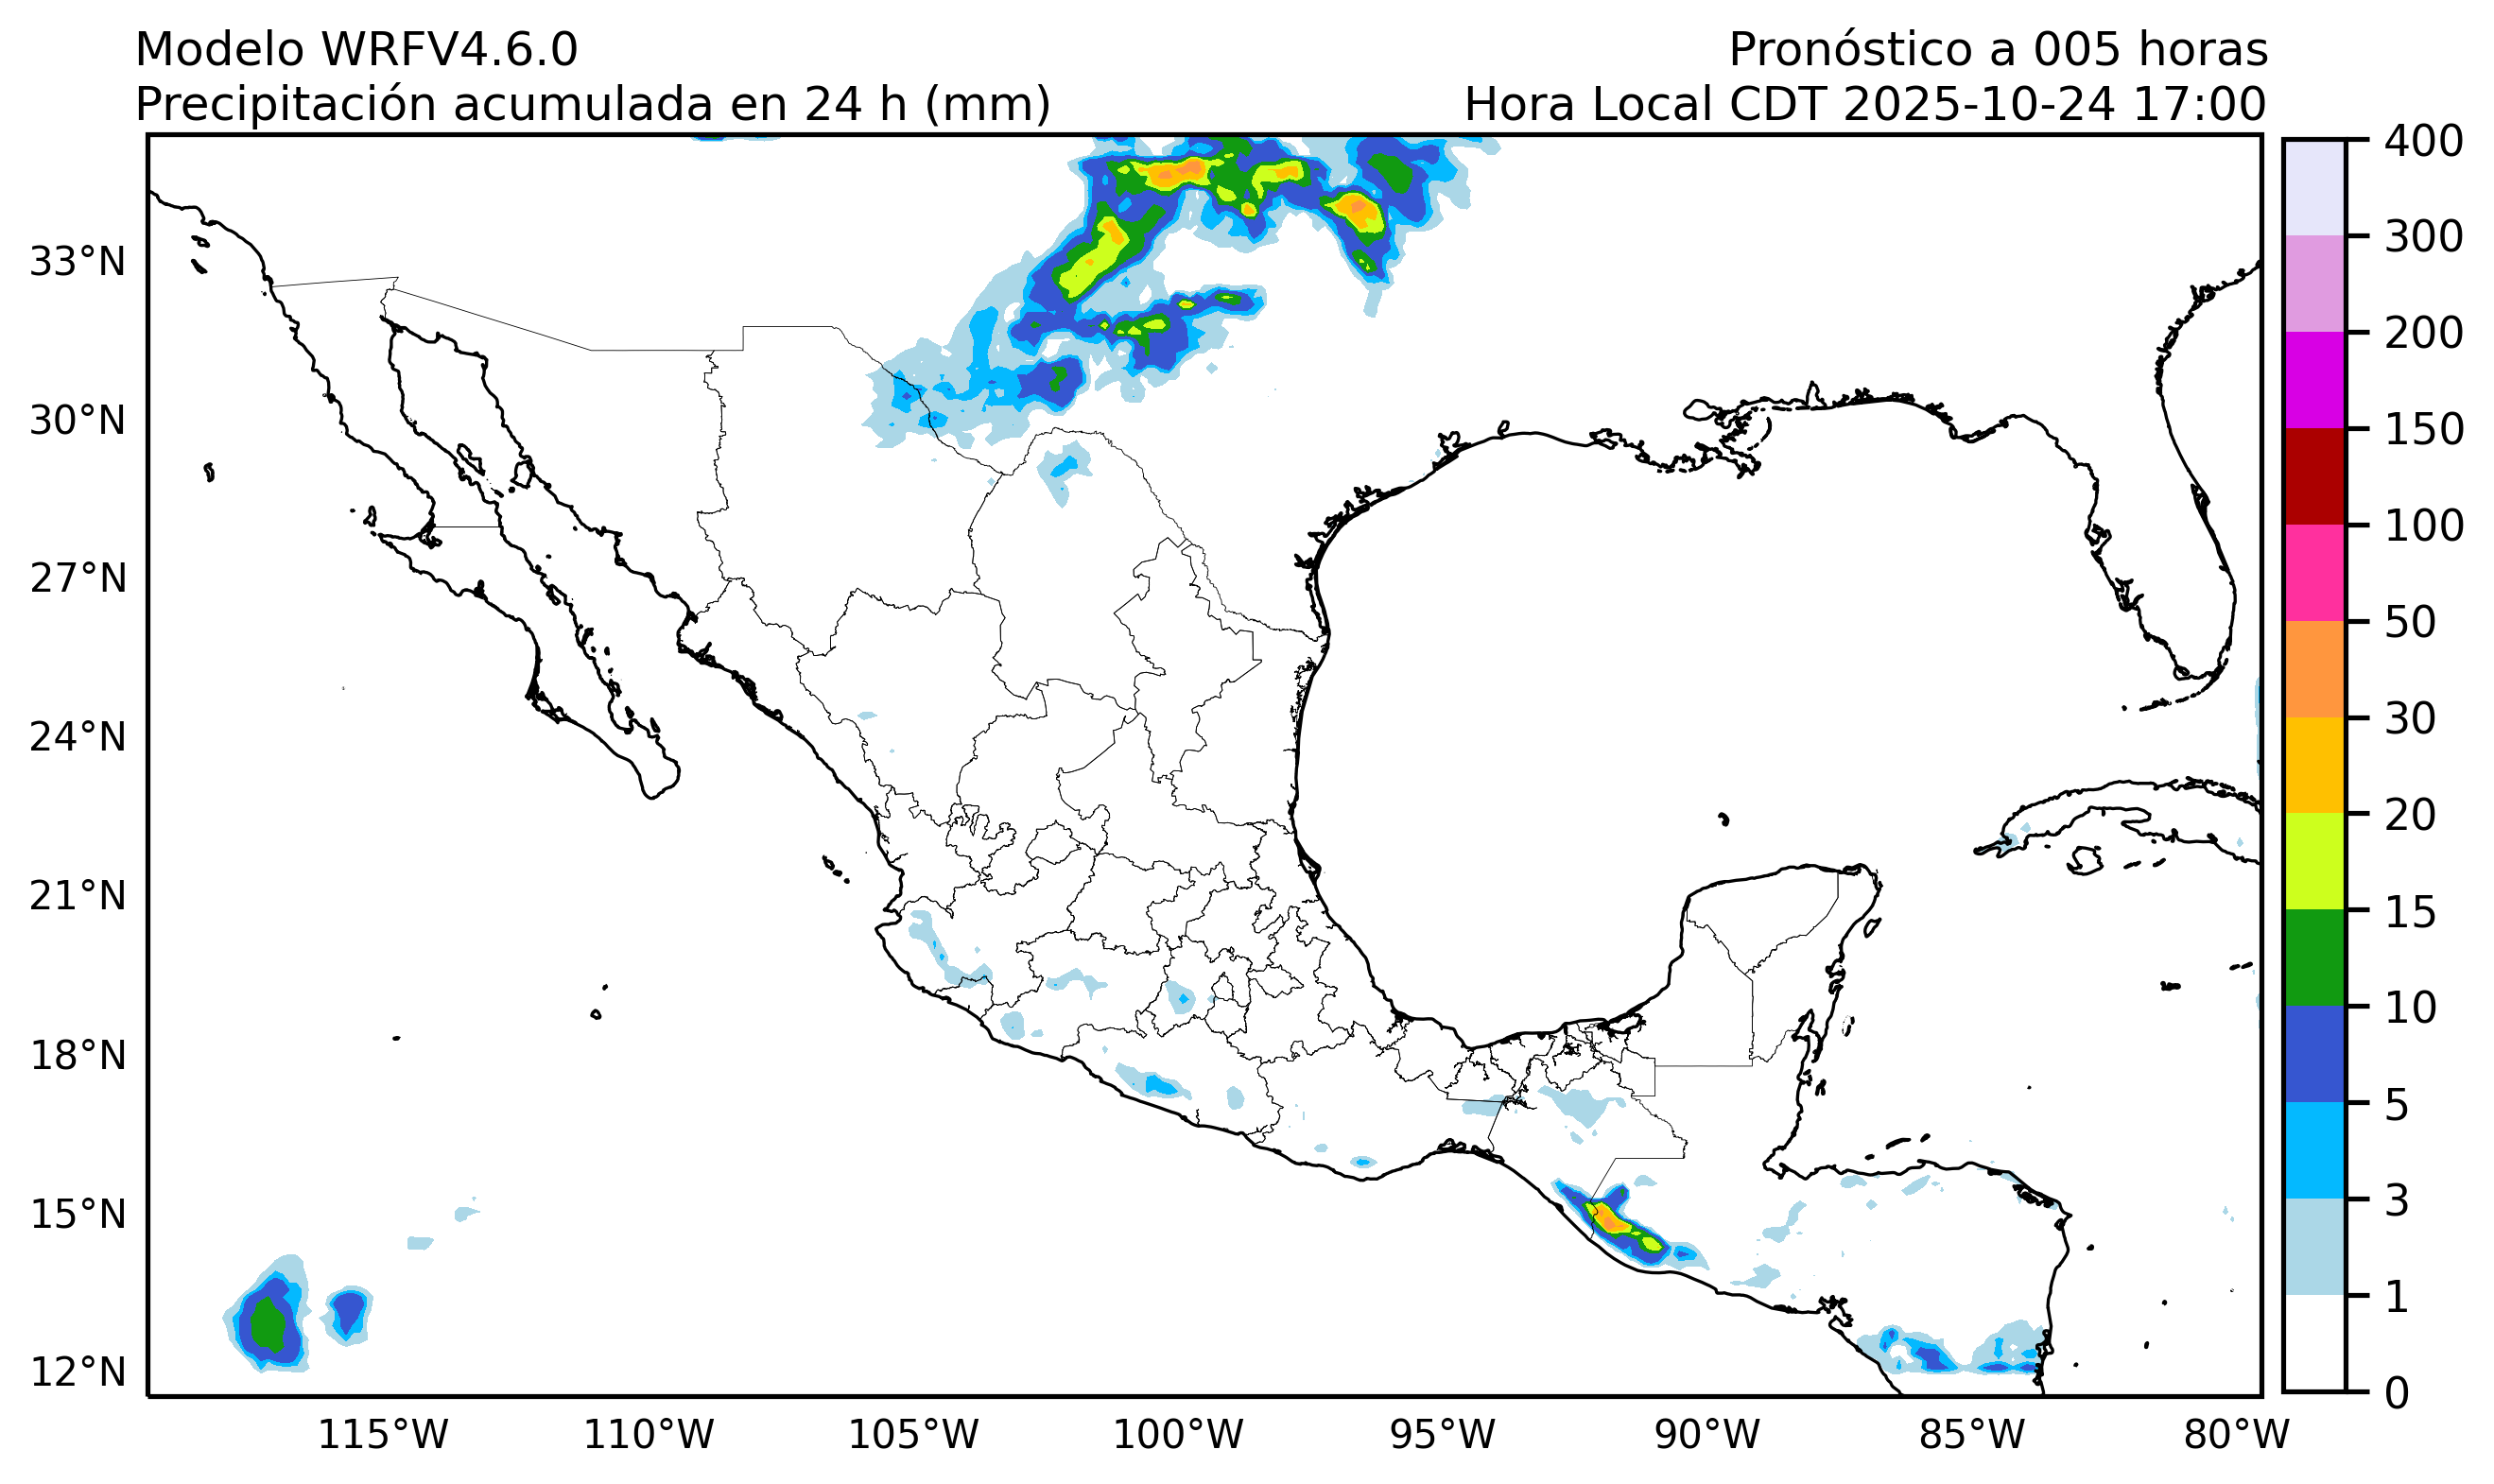 Modelo WRFV4.6.0
Pronóstico a 005 horas
Precipitación acumulada en 24 h (mm)
Hora Local CDT 2025-10-24 17:00
400
300
200
150
100
50
30
20
15
10
5
3
1
0
33°N
30°N
27°N
24°N
21°N
18°N
15°N
12°N
115°W
110°W
105°W
100°W
95°W
90°W
85°W
80°W